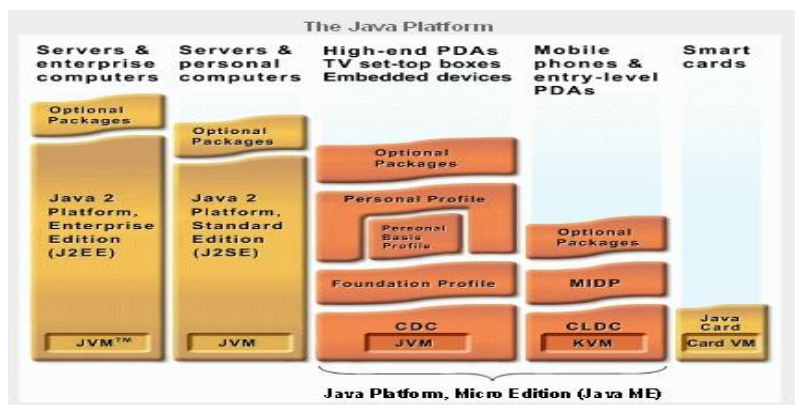 The Java Platform
Servers &
enterprise
computers
Servers &
personal
computers
High-end PDAs
TV set-top boxes
Embedded devices
Mobile
phones &
entry-level
PDAs
Smart
cards
Optional
Packages
Java 2
Platform,
Enterprise
Edition
(J2EE)
JVM™
Optional
Packages
Java 2
Platform,
Standard
Edition
(J2SE)
JVM
Optional
Packages
Personal Profile
Personal
Basis
Profile
Foundation Profile
CDC
JVM
Optional
Packages
MIDP
CLDC
KVM
Java
Card
Card VM
Java Platform, Micro Edition (Java ME)